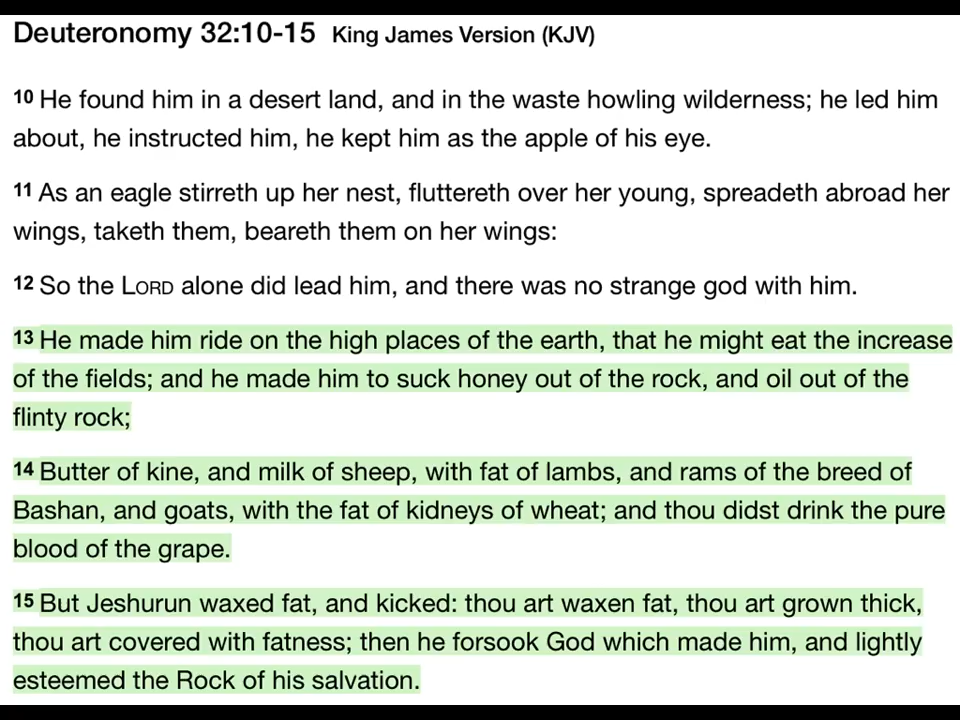 Deuteronomy 32:10-15 King James Version (KJV)
10 He found him in a desert land, and in the waste howling wilderness; he led him
about, he instructed him, he kept him as the apple of his eye.
11 As an eagle stirreth up her nest, fluttereth over her young, spreadeth abroad her
wings, taketh them, beareth them on her wings:
12 So the LORD alone did lead him, and there was no strange god with him.
13 He made him ride on the high places of the earth, that he might eat the increase
of the fields; and he made him to suck honey out of the rock, and oil out of the
flinty rock;
14 Butter of kine, and milk of sheep, with fat of lambs, and rams of the breed of
Bashan, and goats, with the fat of kidneys of wheat; and thou didst drink the pure
blood of the grape.
15 But Jeshurun waxed fat, and kicked: thou art waxen fat, thou art grown thick,
thou art covered with fatness; then he forsook God which made him, and lightly
esteemed the Rock of his salvation.